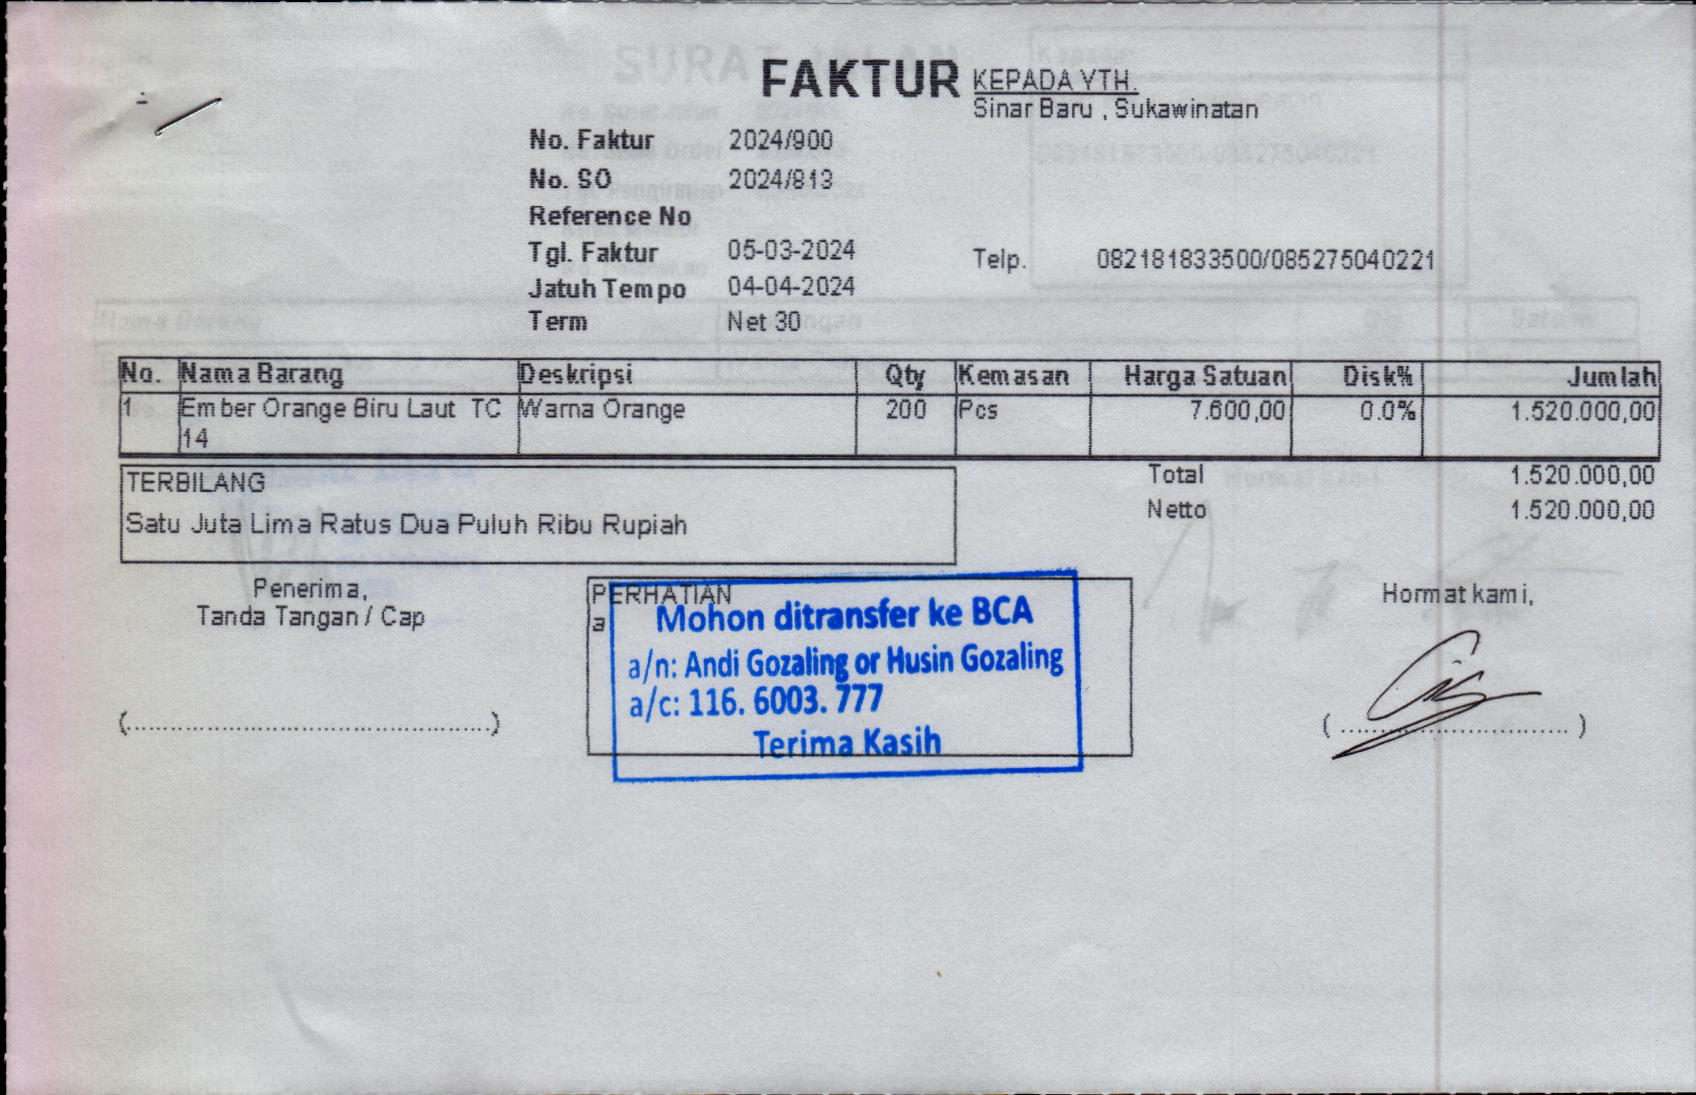 FAKTUR
KEPADA YTH.
Sinar Baru , Sukawinatan
No. Faktur 2024/900
No. SO 2024/813
Reference No
Tgl. Faktur 05-03-2024
Telp. 082181833500/085275040221
Jatuh Tempo 04-04-2024
Term Net 30
No. Nama Barang Deskripsi Qty Kemasan Harga Satuan Disk% Jumlah
1 Ember Orange Biru Laut TC Warna Orange 200 Pcs 7.600,00 0.0% 1.520.000,00
14
TERBILANG
Satu Juta Lima Ratus Dua Puluh Ribu Rupiah
Total 1.520.000,00
Netto 1.520.000,00
Penerima,
Tanda Tangan / Cap
(..........................................)
PERHATIAN
a
Mohon ditransfer ke BCA
a/n: Andi Gozaling or Husin Gozaling
a/c: 116. 6003. 777
Terima Kasih
Hormat kami,
(..........................)